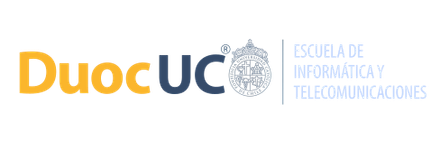 DuocUC®
ESCUELA DE
INFORMÁTICA Y
TELECOMUNICACIONES